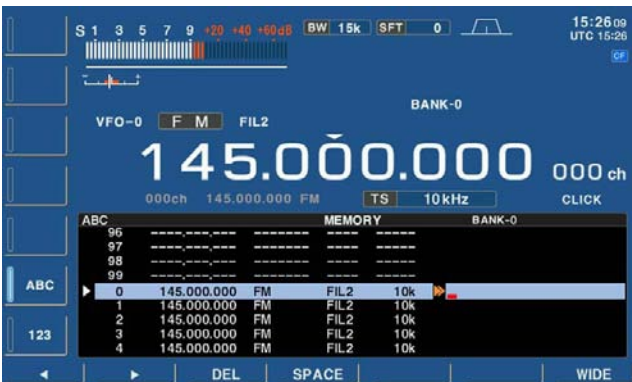 S 1 3 5 7 9 +20 +40 +60dB BW 15k SFT 0 15:26 09
UTC 15:26
CF
BANK-0
VFO-0 FM FIL2
145.000.000 000 ch
000ch 145.000.000 FM TS 10kHz CLICK
ABC MEMORY BANK-0
96 ----,---,--- ------- ---- -----
97 ----,---,--- ------- ---- -----
98 ----,---,--- ------- ---- -----
99 ----,---,--- ------- ---- -----
0 145.000.000 FM FIL2 10k
1 145.000.000 FM FIL2 10k
2 145.000.000 FM FIL2 10k
3 145.000.000 FM FIL2 10k
4 145.000.000 FM FIL2 10k
ABC
123
DEL SPACE WIDE